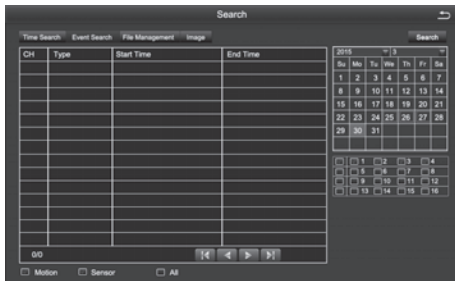 Search
Time Search Event Search File Management Image Search
CH Type Start Time End Time
2015 3
Su Mo Tu We Th Fr Sa
1 2 3 4 5 6 7
8 9 10 11 12 13 14
15 16 17 18 19 20 21
22 23 24 25 26 27 28
29 30 31
1 2 3 4
5 6 7 8
9 10 11 12
13 14 15 16
0/0
Motion Sensor All